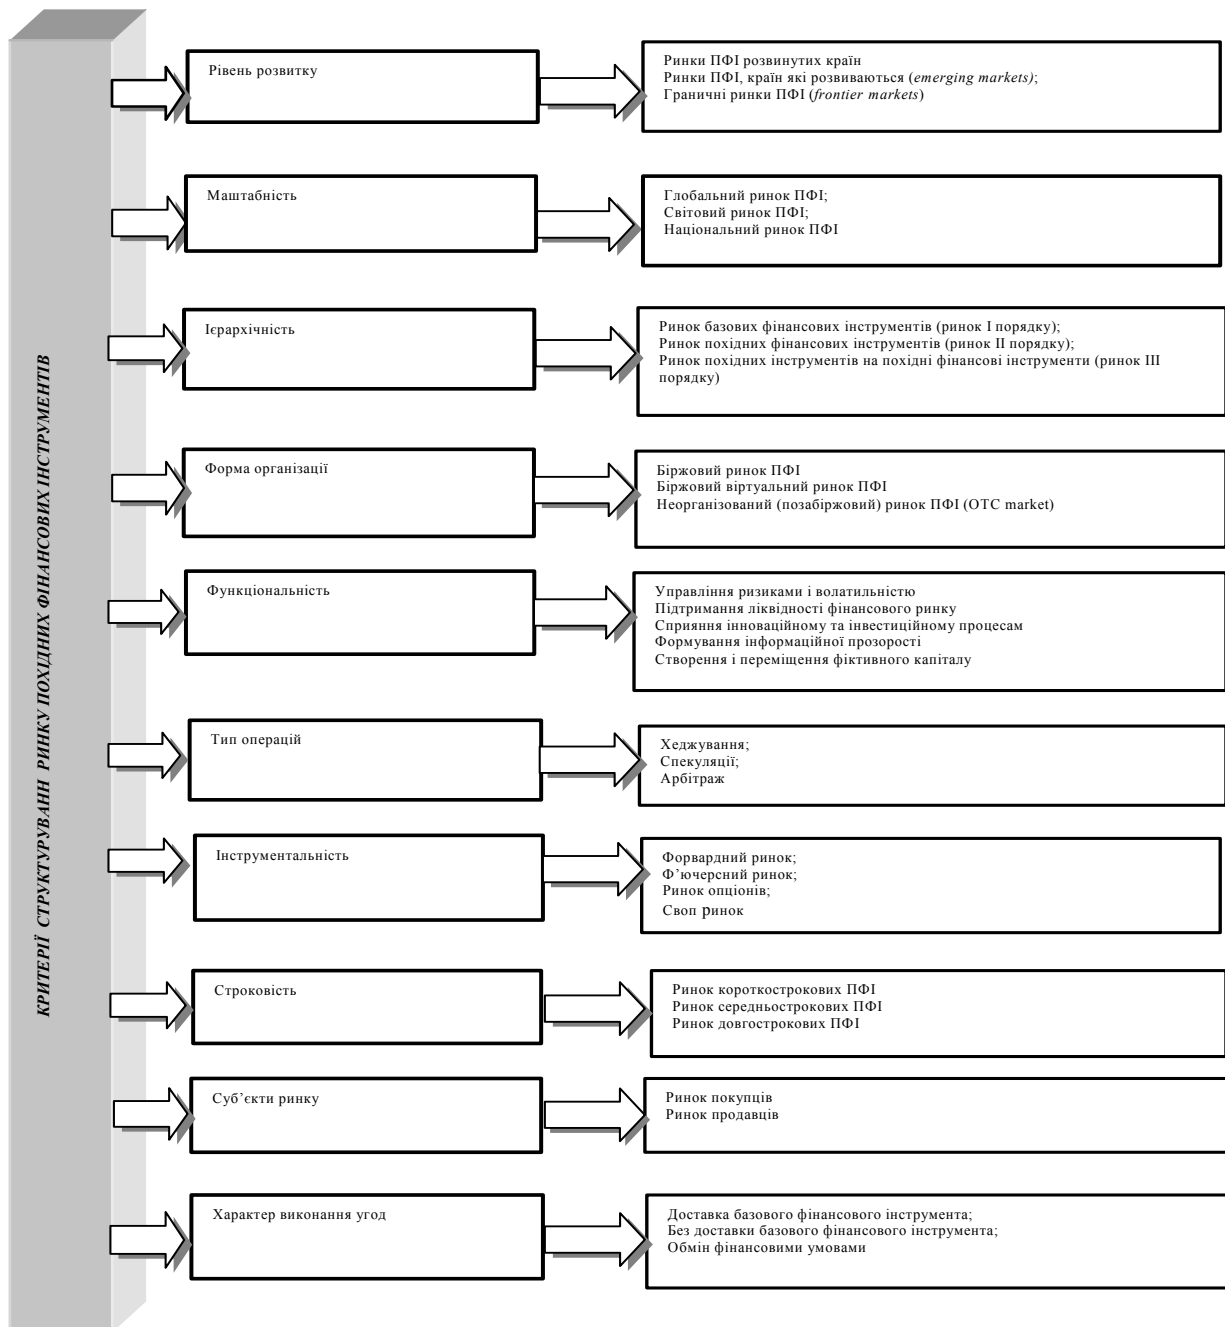 КРИТЕРІЇ СТРУКТУРУВАНН РИНКУ ПОХІДНИХ ФІНАНСОВИХ ІНСТРУМЕНТІВ
Рівень розвитку
Ринки ПФІ розвинутих країн
Ринки ПФІ, країн які розвиваються (emerging markets);
Граничні ринки ПФІ (frontier markets)
Маштабність
Глобальний ринок ПФІ;
Світовий ринок ПФІ;
Національний ринок ПФІ
Ієрархічність
Ринок базових фінансових інструментів (ринок І порядку);
Ринок похідних фінансових інструментів (ринок ІІ порядку);
Ринок похідних інструментів на похідні фінансові інструменти (ринок ІІІ
порядку)
Форма організації
Біржовий ринок ПФІ
Біржовий віртуальний ринок ПФІ
Неорганізований (позабіржовий) ринок ПФІ (OTC market)
Функціональність
Управління ризиками і волатильністю
Підтримання ліквідності фінансового ринку
Сприяння інноваційному та інвестиційному процесам
Формування інформаційної прозорості
Створення і переміщення фіктивного капіталу
Тип операцій
Хеджування;
Спекуляції;
Арбітраж
Інструментальність
Форвардний ринок;
Ф’ючерсний ринок;
Ринок опціонів;
Своп ринок
Строковість
Ринок короткострокових ПФІ
Ринок середньострокових ПФІ
Ринок довгострокових ПФІ
Суб’єкти ринку
Ринок покупців
Ринок продавців
Характер виконання угод
Доставка базового фінансового інструмента;
Без доставки базового фінансового інструмента;
Обмін фінансовими умовами